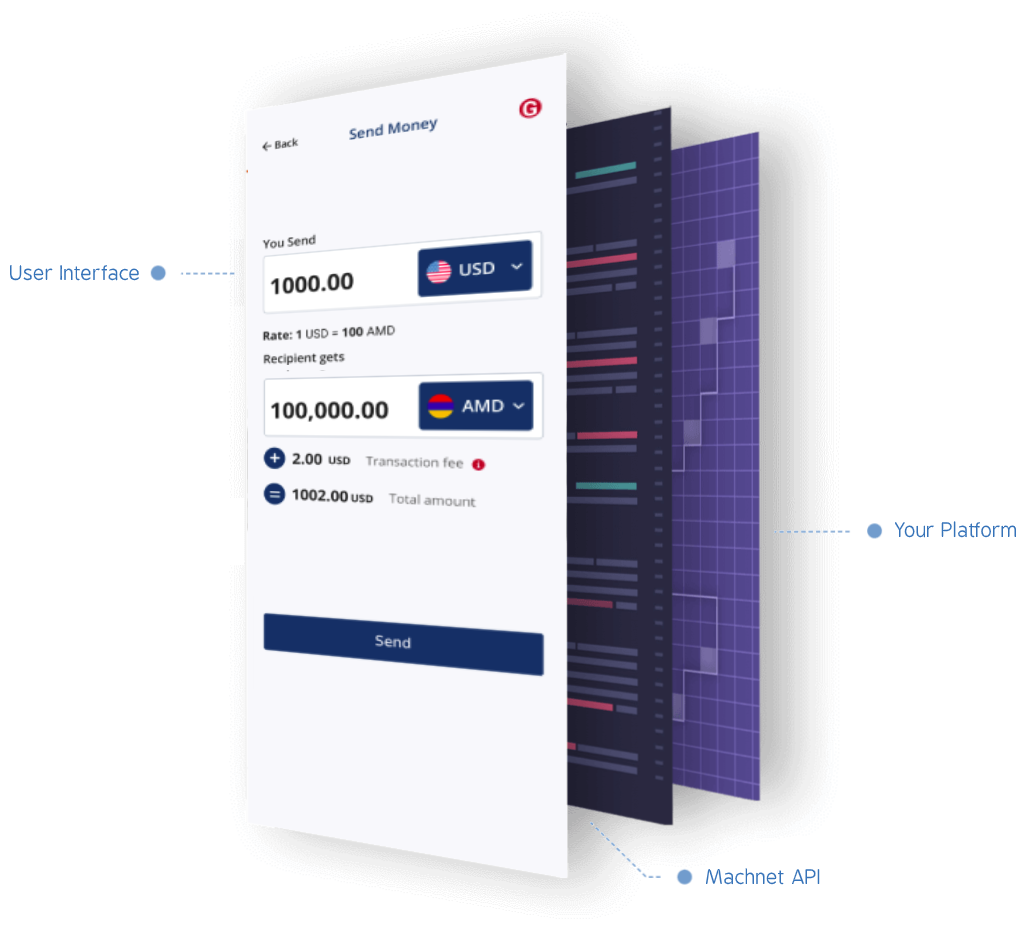 ← Back
Send Money
G
You Send
1000.00
USD
Rate: 1 USD = 100 AMD
Recipient gets
100,000.00
AMD
+ 2.00 USD Transaction fee i
= 1002.00 USD Total amount
Send
User Interface
Your Platform
Machnet API